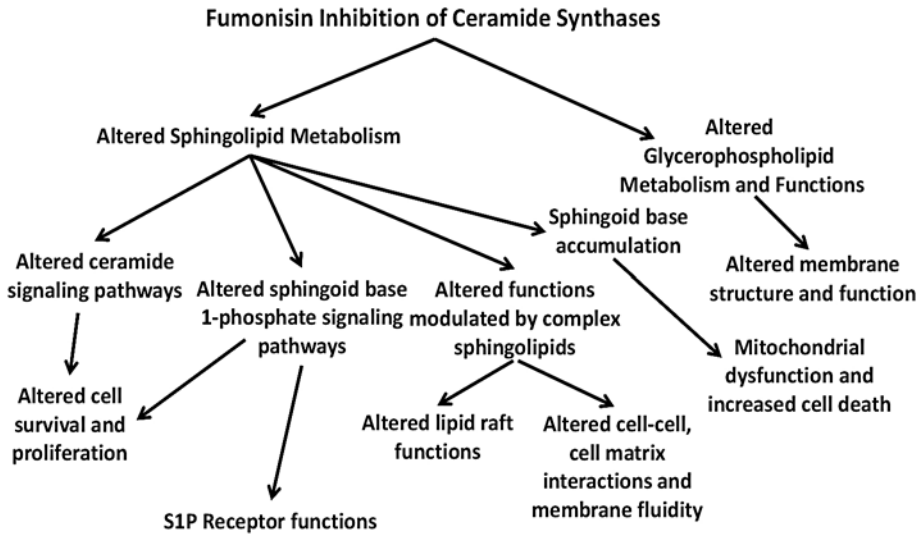 Fumonisin Inhibition of Ceramide Synthases
Altered Sphingolipid Metabolism
Altered
Glycerophospholipid
Metabolism and Functions
Altered ceramide
signaling pathways
Altered sphingoid base
1-phosphate signaling
pathways
Altered functions
modulated by complex
sphingolipids
Sphingoid base
accumulation
Altered membrane
structure and function
Altered cell
survival and
proliferation
S1P Receptor functions
Altered lipid raft
functions
Altered cell-cell,
cell matrix
interactions and
membrane fluidity
Mitochondrial
dysfunction and
increased cell death